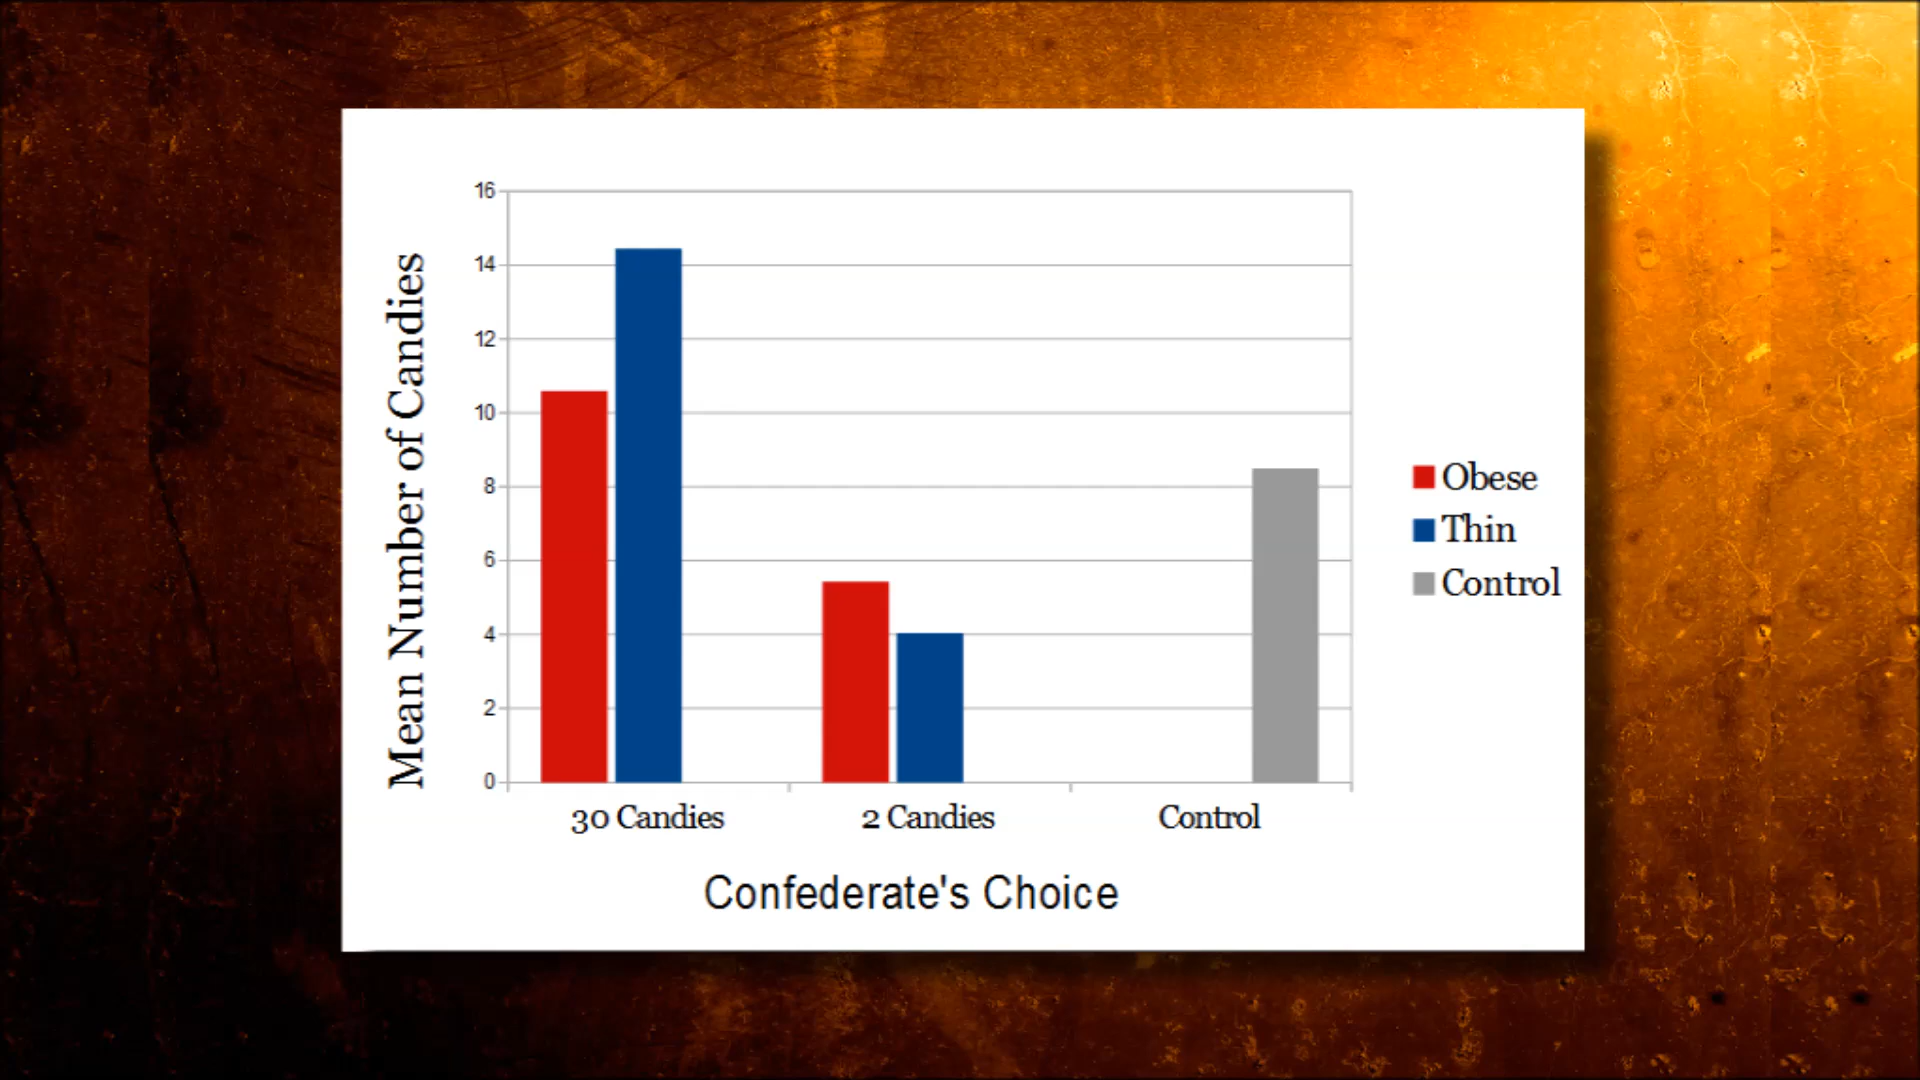 16
14
12
10
8
6
4
2
0
Mean Number of Candies
30 Candies
2 Candies
Control
Confederate's Choice
Obese
Thin
Control